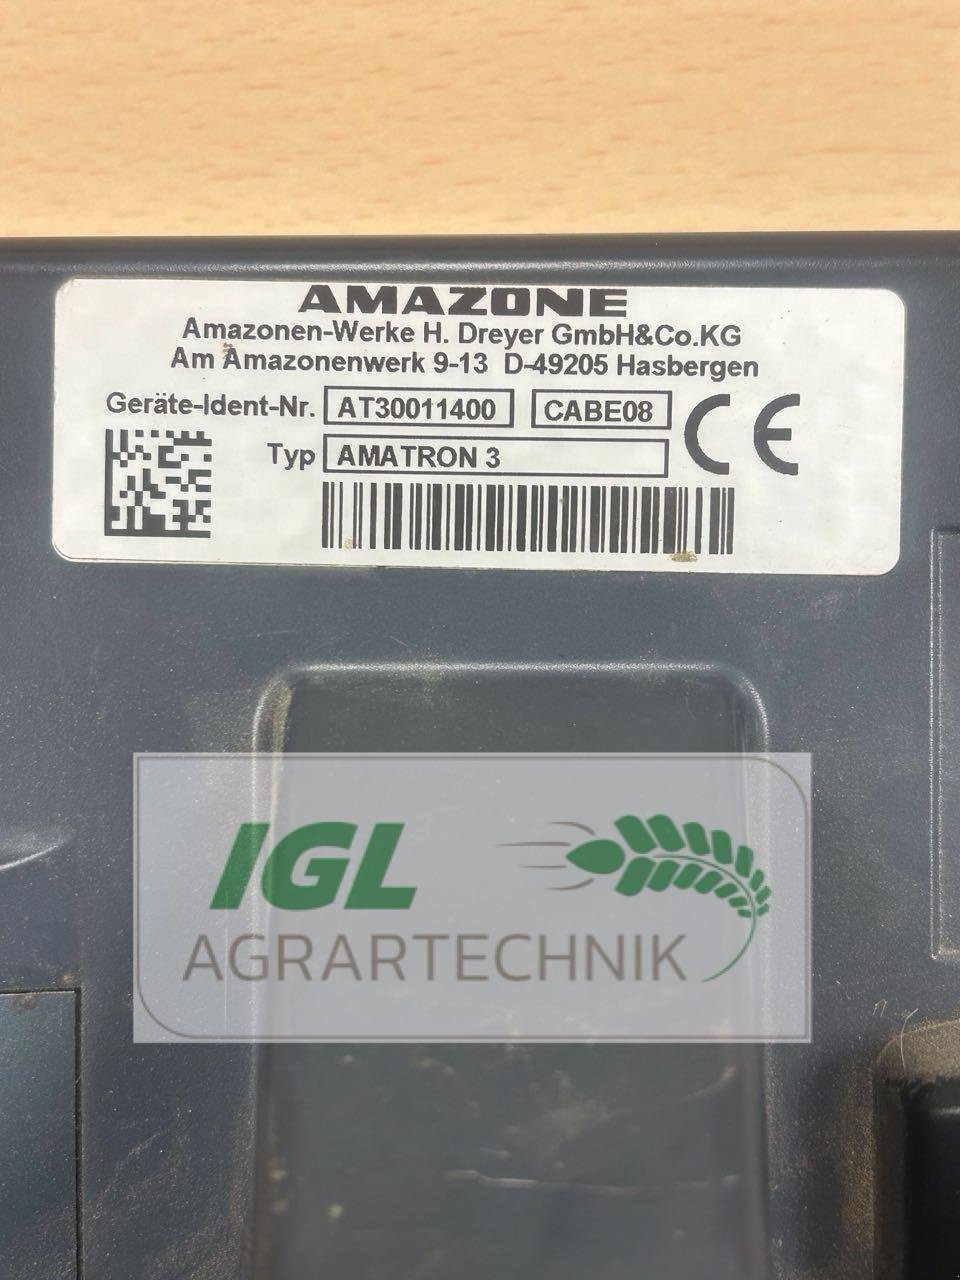 AMAZONE
Amazonen-Werke H. Dreyer GmbH&Co.KG
Am Amazonenwerk 9-13 D-49205 Hasbergen
Geräte-Ident-Nr. AT30011400 CABE08 CE
Typ AMATRON 3
IGL
AGRARTECHNIK